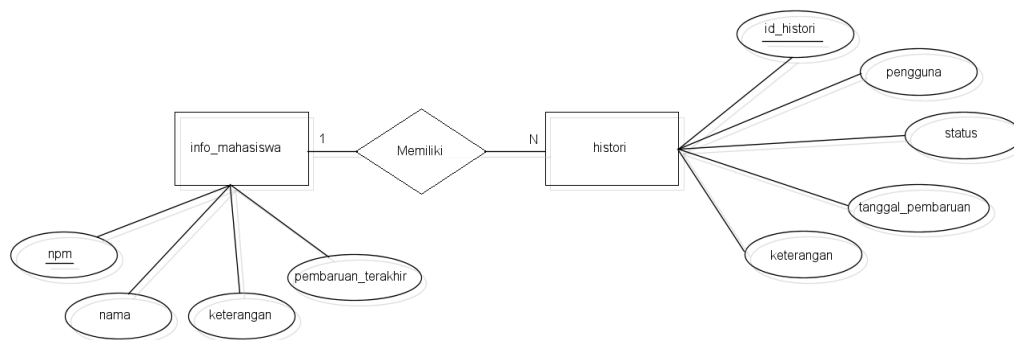 id_histori
pengguna
status
tanggal_pembaruan
keterangan
info_mahasiswa
1
Memiliki
N
histori
npm
nama
keterangan
pembaruan_terakhir